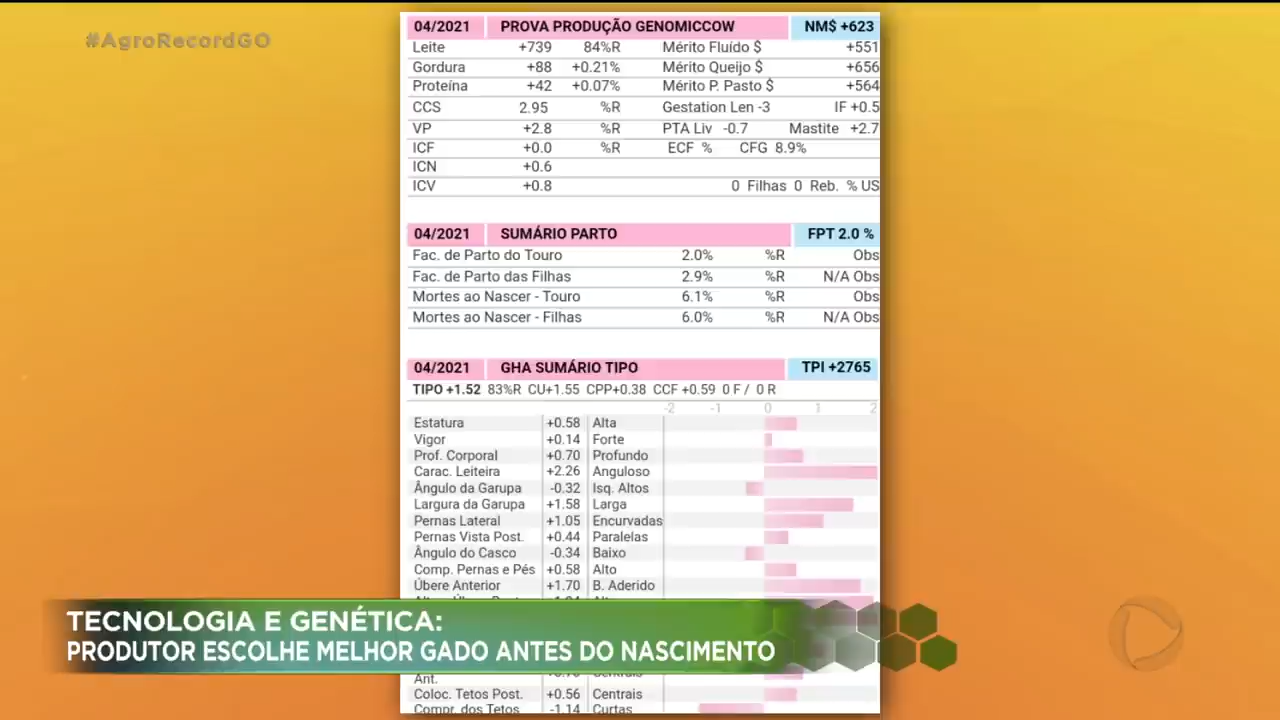 #AgroRecordGO
04/2021 PROVA PRODUÇÃO GENOMICCOW NM$ +623
Leite +739 84%R Mérito Fluído $ +551
Gordura +88 +0.21% Mérito Queijo $ +656
Proteína +42 +0.07% Mérito P. Pasto $ +564
CCS 2.95 %R Gestation Len -3 IF +0.5
VP +2.8 %R PTA Liv -0.7 Mastite +2.7
ICF +0.0 %R ECF % CFG 8.9%
ICN +0.6
ICV +0.8 0 Filhas 0 Reb. % US
04/2021 SUMÁRIO PARTO FPT 2.0 %
Fac. de Parto do Touro 2.0% %R Obs
Fac. de Parto das Filhas 2.9% %R N/A Obs
Mortes ao Nascer - Touro 6.1% %R Obs
Mortes ao Nascer - Filhas 6.0% %R N/A Obs
04/2021 GHA SUMÁRIO TIPO TPI +2765
TIPO +1.52 83%R CU+1.55 CPP+0.38 CCF +0.59 0 F / 0 R
-2 -1 0 1 2
Estatura +0.58 Alta
Vigor +0.14 Forte
Prof. Corporal +0.70 Profundo
Carac. Leiteira +2.26 Anguloso
Ângulo da Garupa -0.32 Isq. Altos
Largura da Garupa +1.58 Larga
Pernas Lateral +1.05 Encurvadas
Pernas Vista Post. +0.44 Paralelas
Ângulo do Casco -0.34 Baixo
Comp. Pernas e Pés +0.58 Alto
Úbere Anterior +1.70 B. Aderido
TECNOLOGIA E GENÉTICA:
PRODUTOR ESCOLHE MELHOR GADO ANTES DO NASCIMENTO
Ant.
Coloc. Tetos Post. +0.56 Centrais
Compr. dos Tetos -1.14 Curtas